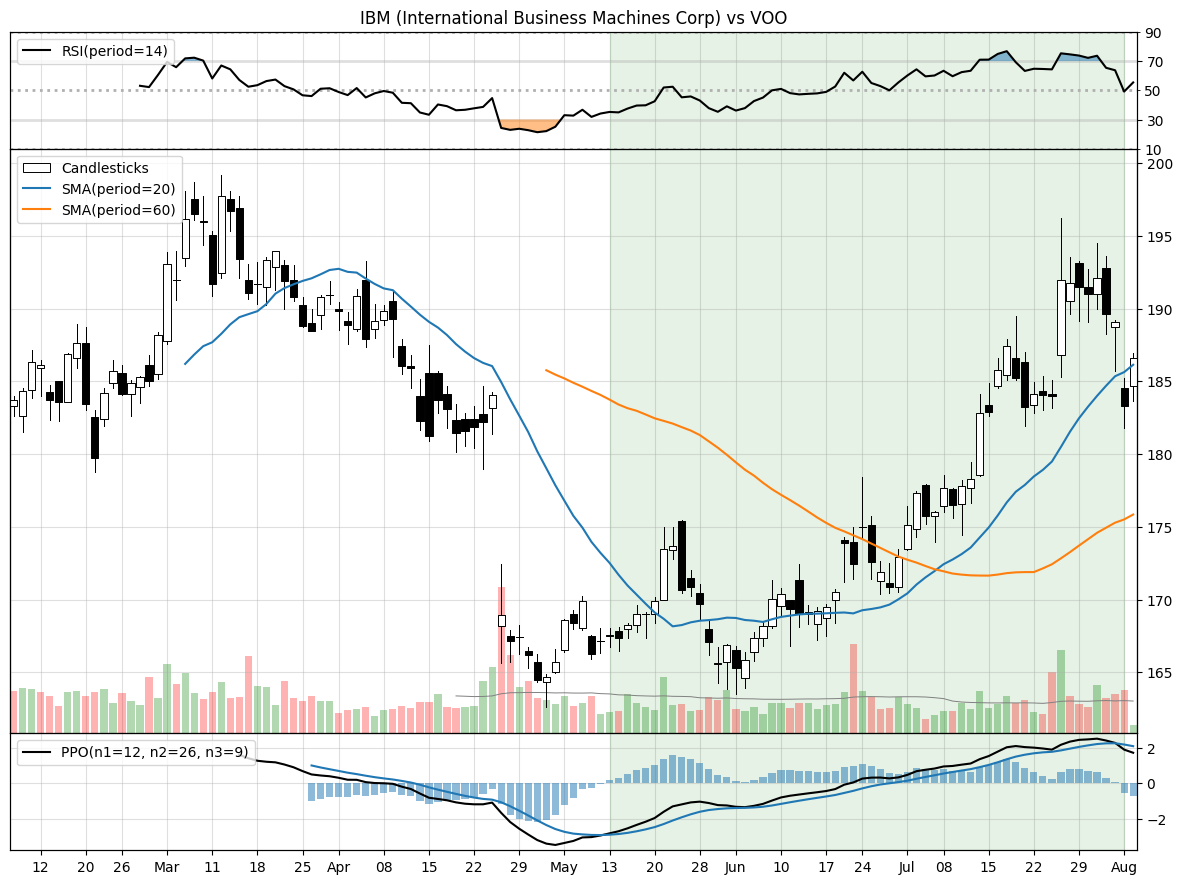 IBM (International Business Machines Corp) vs VOO
RSI(period=14)
90
70
50
30
10
Candlesticks
SMA(period=20)
SMA(period=60)
200
195
190
185
180
175
170
165
PPO(n1=12, n2=26, n3=9)
2
0
−2
12 20 26 Mar 11 18 Apr 08 15 22 29 May 13 20 28 Jun 10 17 24 Jul 08 15 22 29 Aug